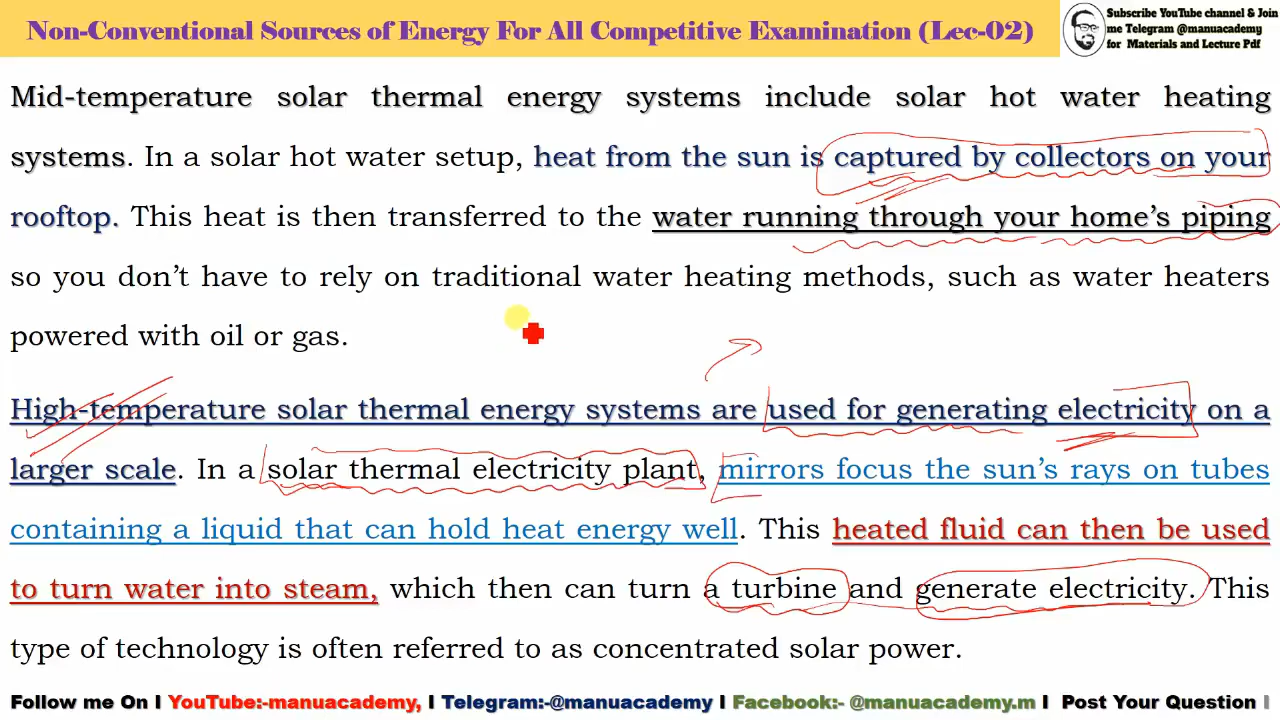 Non-Conventional Sources of Energy For All Competitive Examination (Lec-02)
Subscribe YouTube channel & Join
me Telegram @manuacademy
for Materials and Lecture Pdf
Mid-temperature solar thermal energy systems include solar hot water heating
systems. In a solar hot water setup, heat from the sun is captured by collectors on your
rooftop. This heat is then transferred to the water running through your home's piping
so you don't have to rely on traditional water heating methods, such as water heaters
powered with oil or gas.
High-temperature solar thermal energy systems are used for generating electricity on a
larger scale. In a solar thermal electricity plant, mirrors focus the sun's rays on tubes
containing a liquid that can hold heat energy well. This heated fluid can then be used
to turn water into steam, which then can turn a turbine and generate electricity. This
type of technology is often referred to as concentrated solar power.
Follow me On I YouTube:-manuacademy, I Telegram:-@manuacademy I Facebook:- @manuacademy.m I Post Your Question I